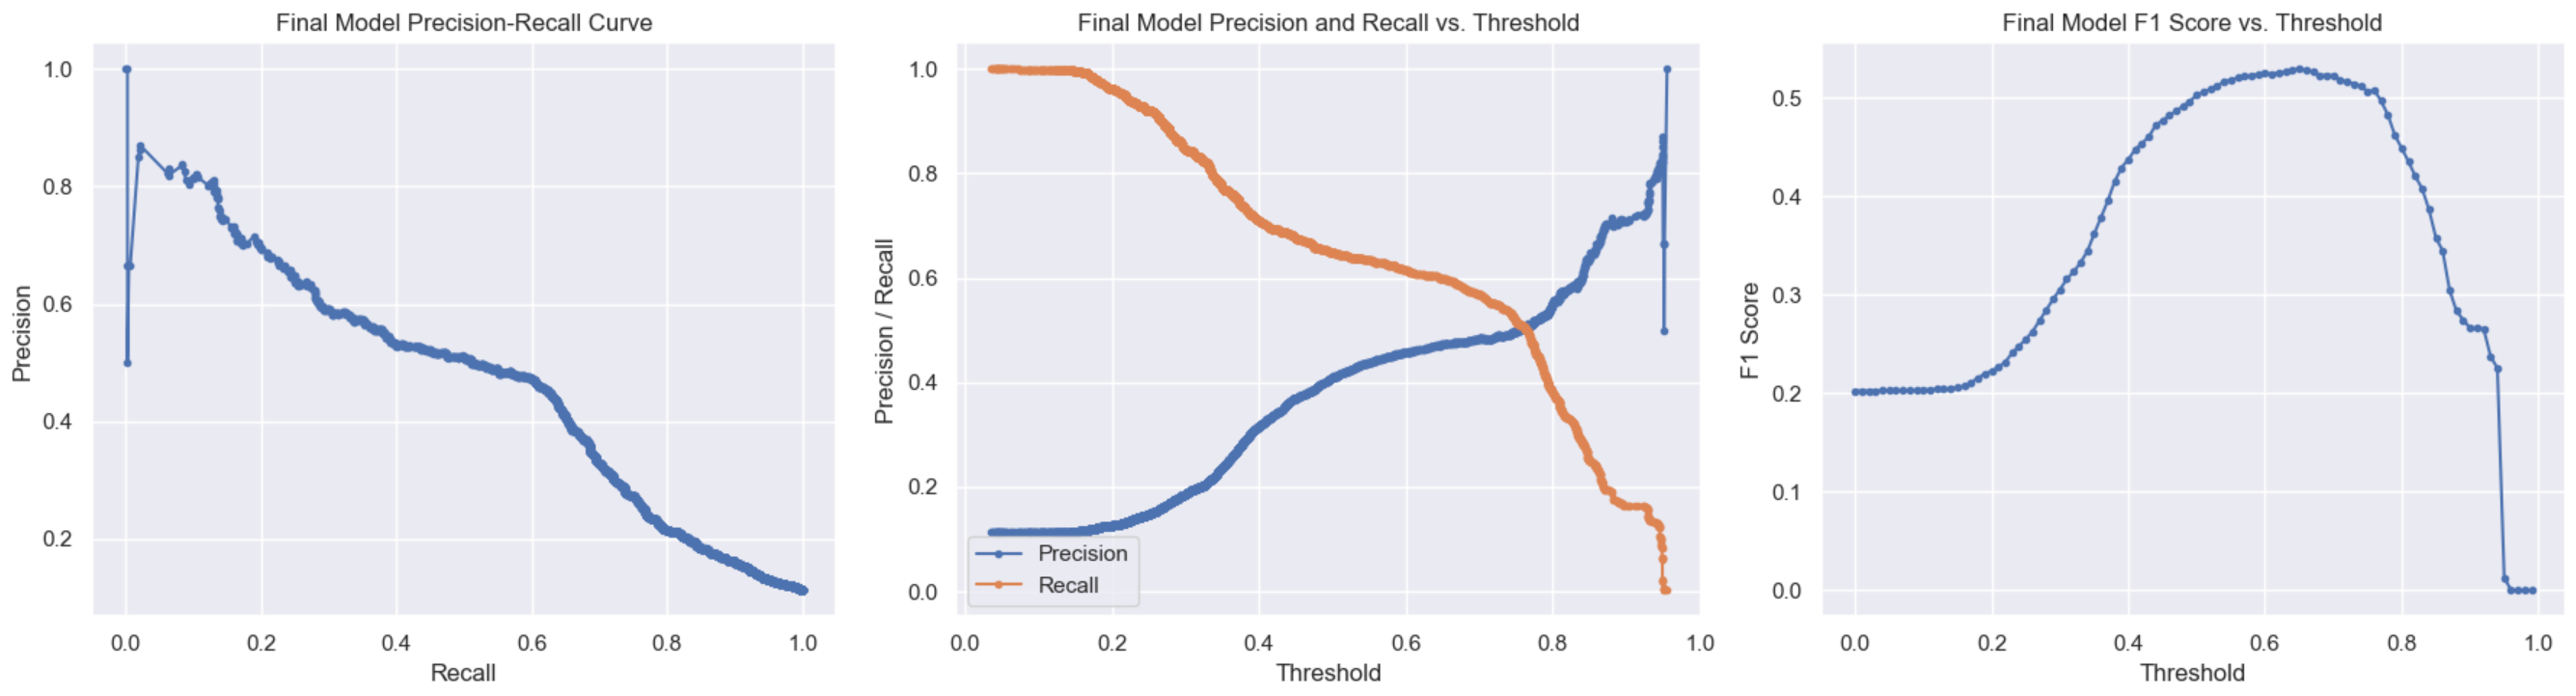 Final Model Precision-Recall Curve
1.0
0.8
0.6
0.4
0.2
Precision
0.0 0.2 0.4 0.6 0.8 1.0
Recall
Final Model Precision and Recall vs. Threshold
1.0
0.8
0.6
0.4
0.2
0.0
Precision / Recall
Precision
Recall
0.0 0.2 0.4 0.6 0.8 1.0
Threshold
Final Model F1 Score vs. Threshold
0.5
0.4
0.3
0.2
0.1
0.0
F1 Score
0.0 0.2 0.4 0.6 0.8 1.0
Threshold